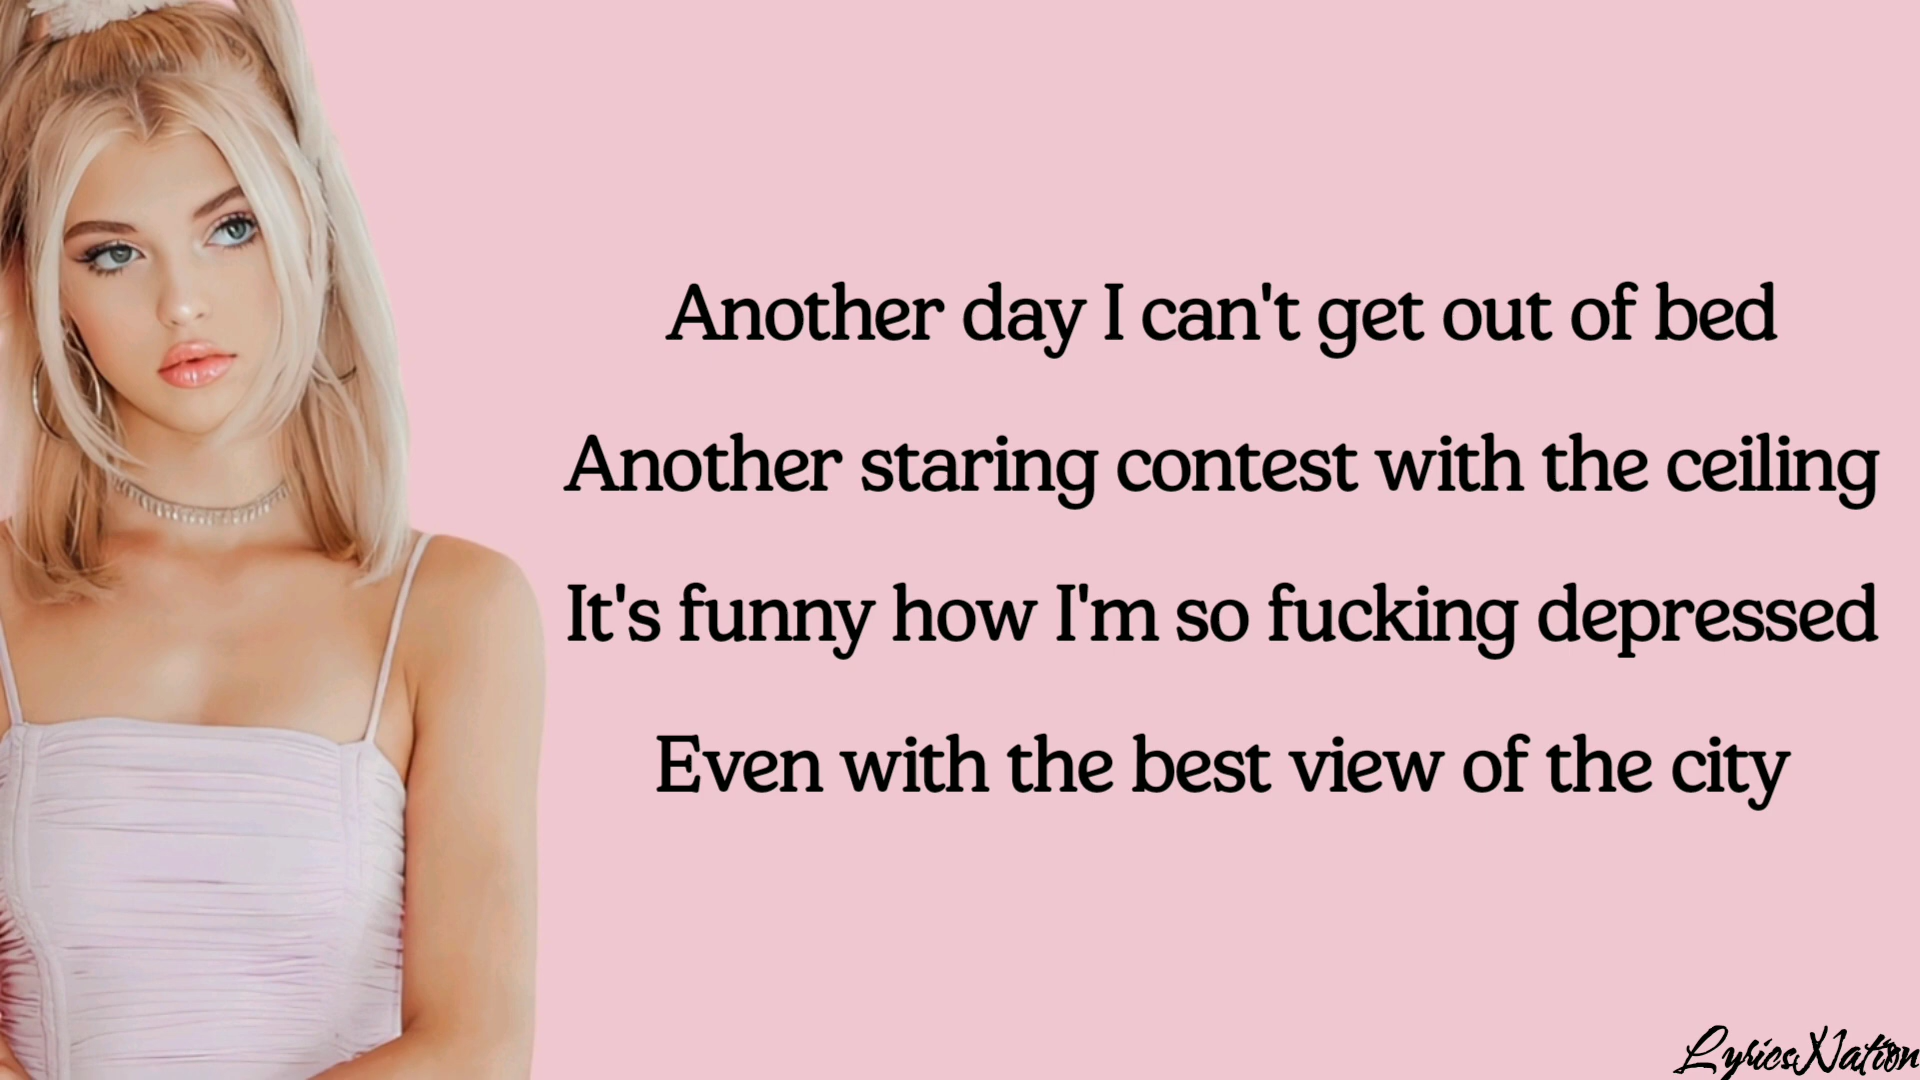 Another day I can't get out of bed
Another staring contest with the ceiling
It's funny how I'm so fucking depressed
Even with the best view of the city
LyricsNation